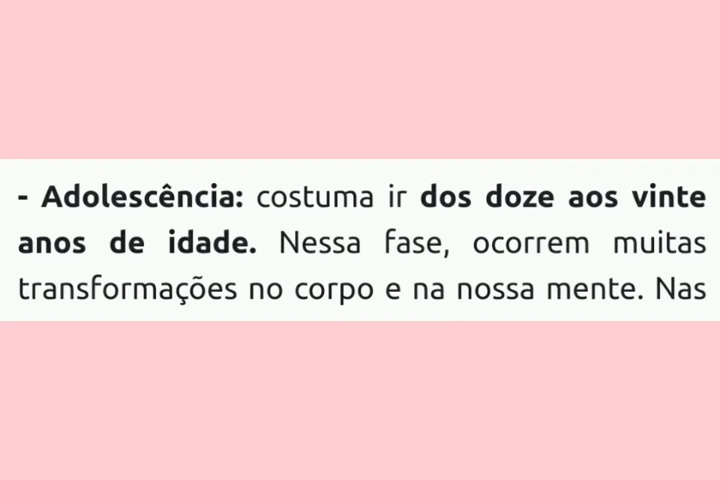 - Adolescência: costuma ir dos doze aos vinte
anos de idade. Nessa fase, ocorrem muitas
transformações no corpo e na nossa mente. Nas